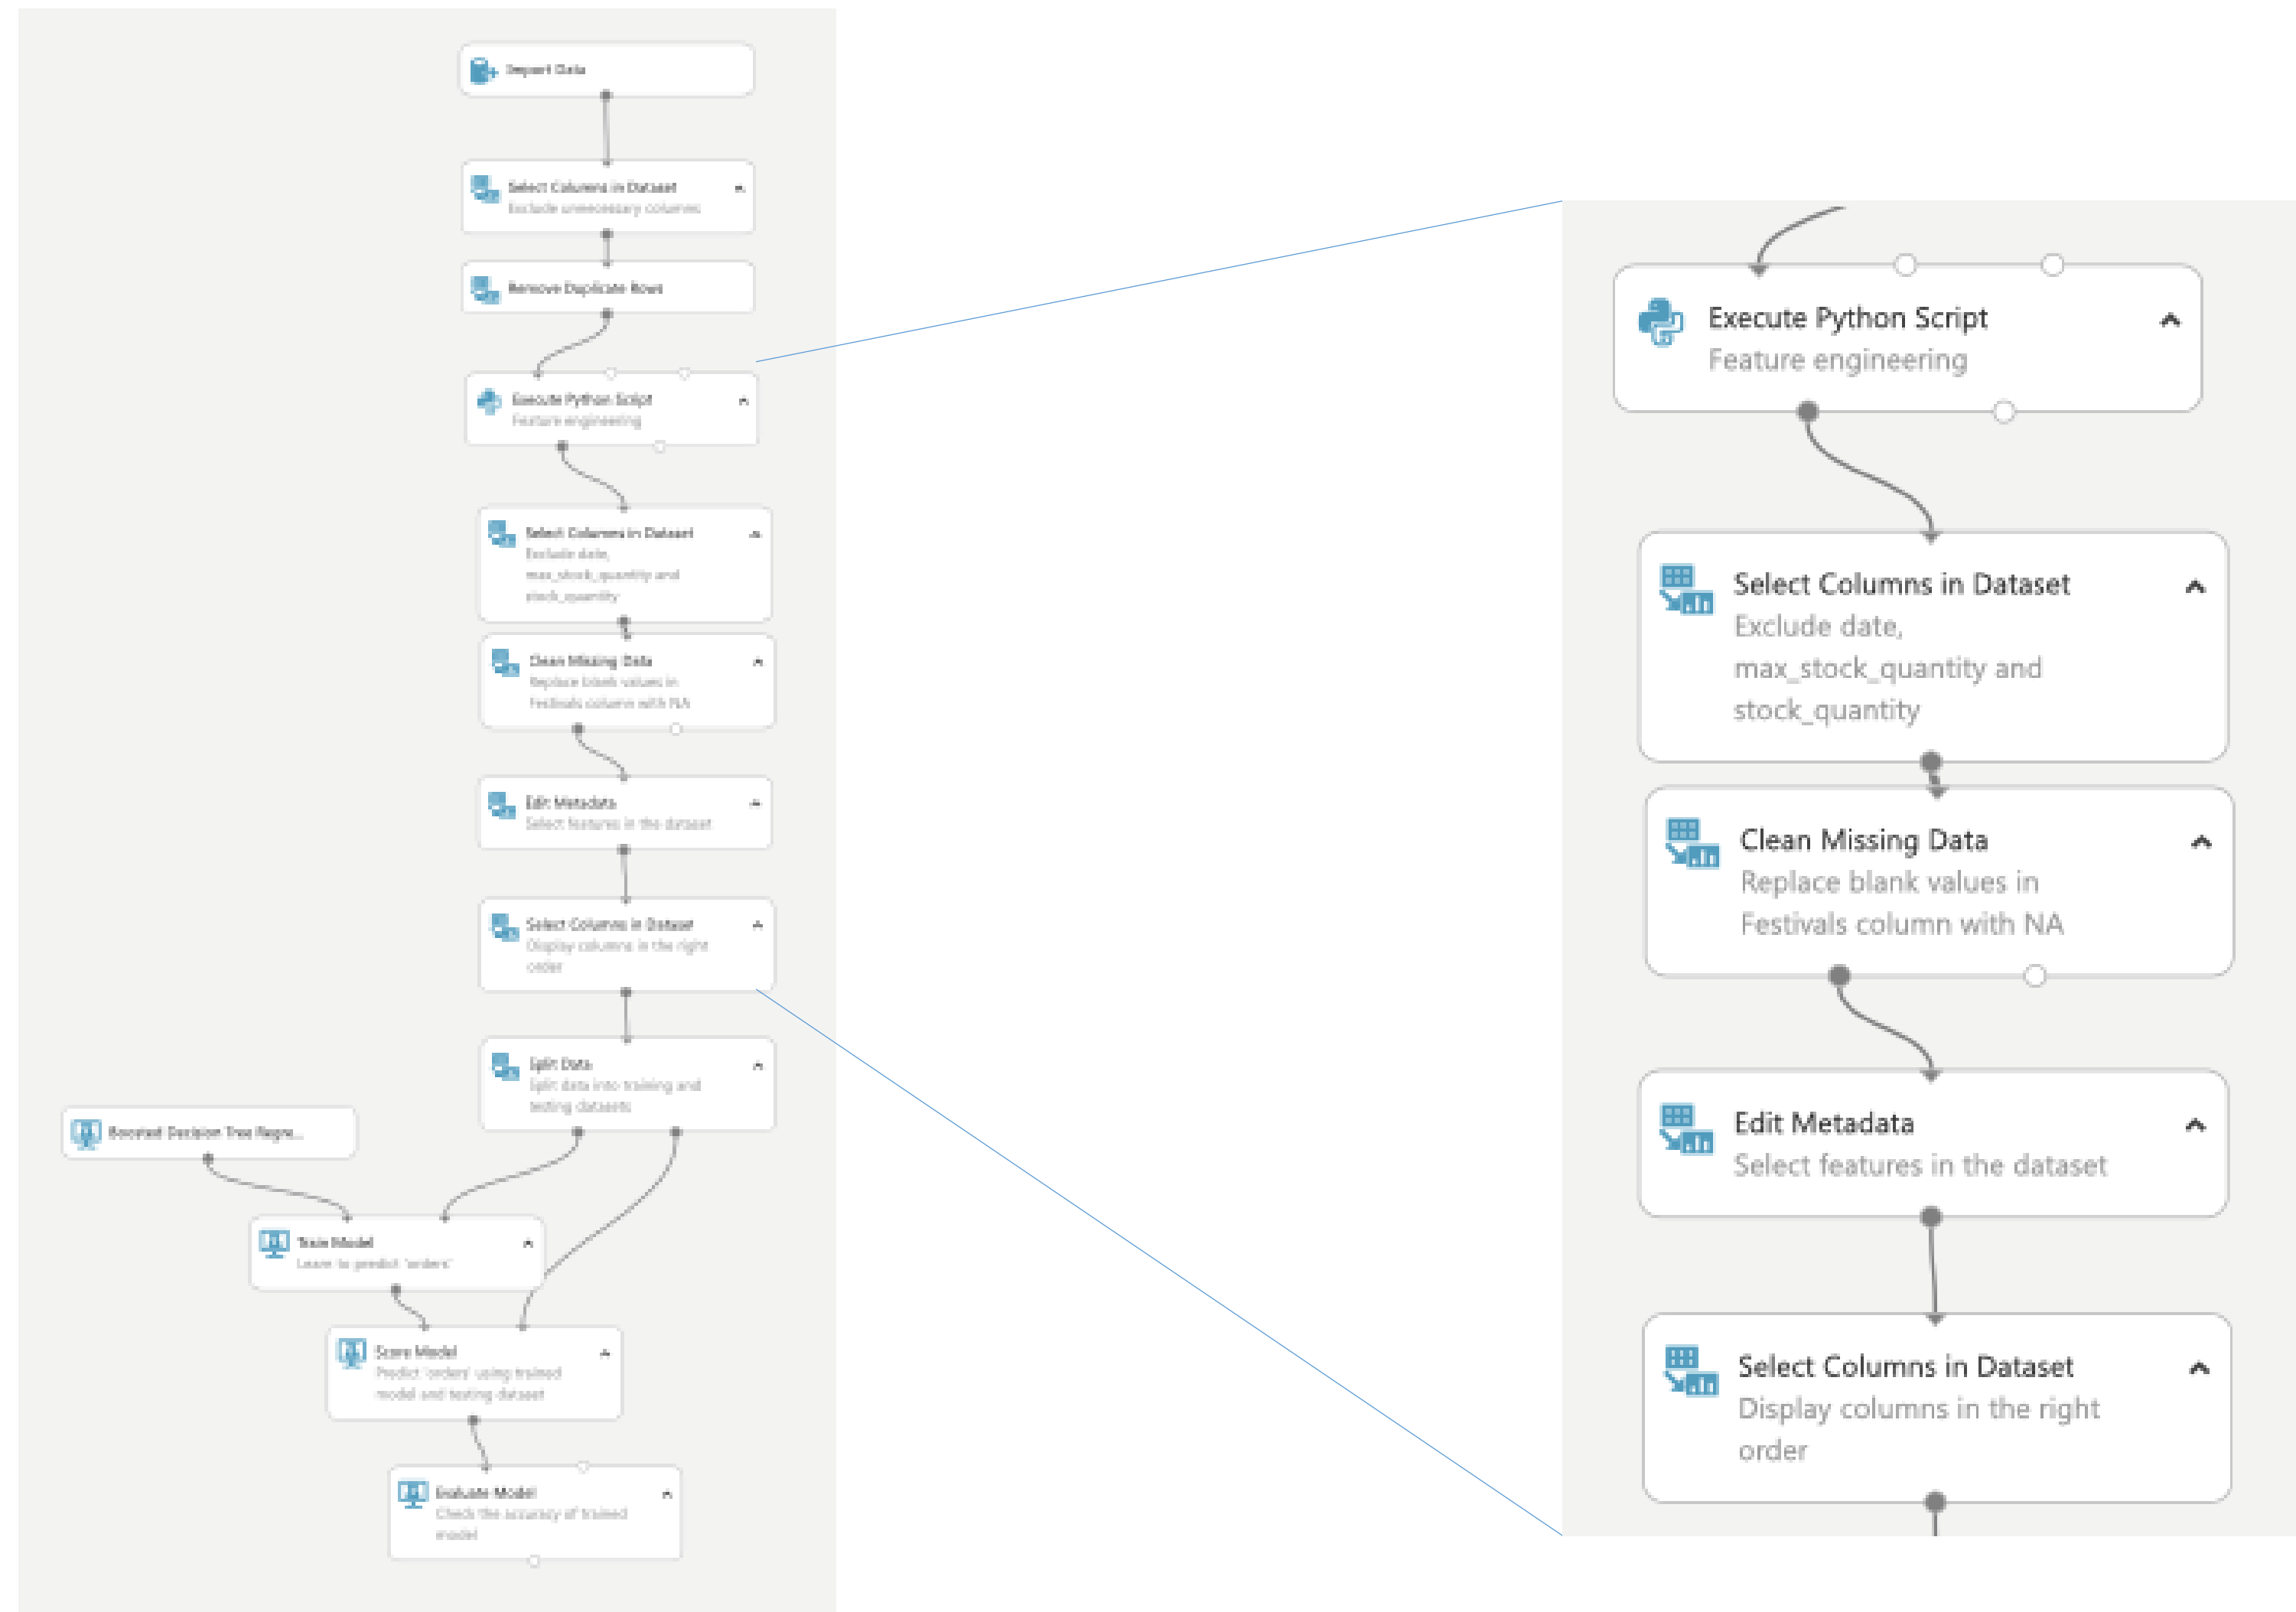 Import Data
Select Columns in Dataset
Exclude unnecessary columns
Remove Duplicate Rows
Execute Python Script
Feature engineering
Select Columns in Dataset
Exclude date,
max_stock_quantity and
stock_quantity
Clean Missing Data
Replace blank values in
Festivals column with NA
Edit Metadata
Select features in the dataset
Select Columns in Dataset
Display columns in the right
order
Split Data
Split data into training and
testing datasets
Boosted Decision Tree Regre...
Train Model
Learn to predict 'orders'
Score Model
Predict 'orders' using trained
model and testing dataset
Evaluate Model
Check the accuracy of trained
model
Execute Python Script
Feature engineering
Select Columns in Dataset
Exclude date,
max_stock_quantity and
stock_quantity
Clean Missing Data
Replace blank values in
Festivals column with NA
Edit Metadata
Select features in the dataset
Select Columns in Dataset
Display columns in the right
order